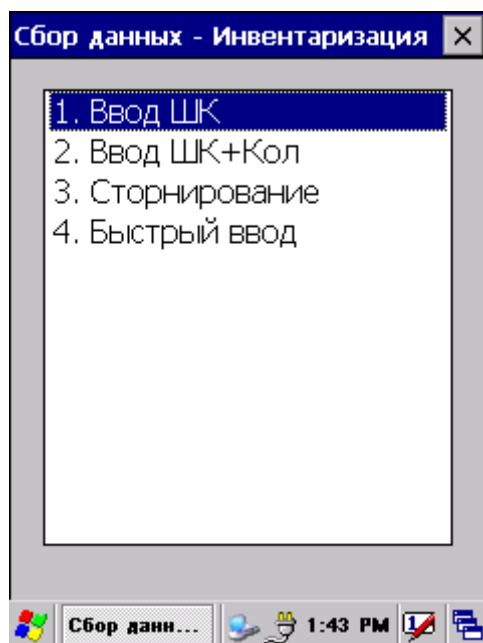 Сбор данных - Инвентаризация
1. Ввод ШК
2. Ввод ШК+Кол
3. Сторнирование
4. Быстрый ввод
Сбор данн... 1:43 PM